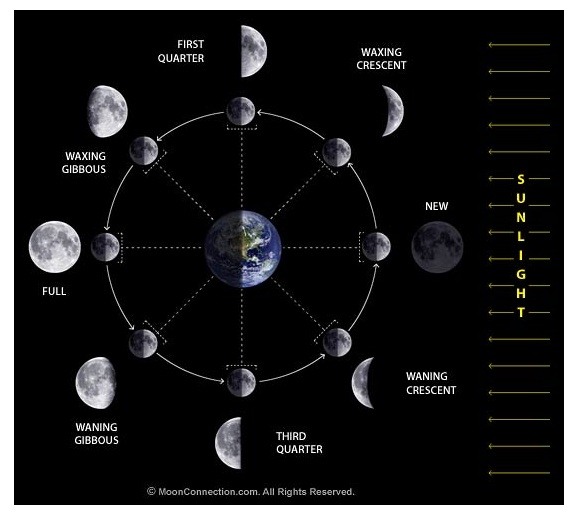 FIRST
QUARTER
WAXING
CRESCENT
WAXING
GIBBOUS
NEW
FULL
SUNLIGHT
WANING
CRESCENT
WANING
GIBBOUS
THIRD
QUARTER
© MoonConnection.com. All Rights Reserved.